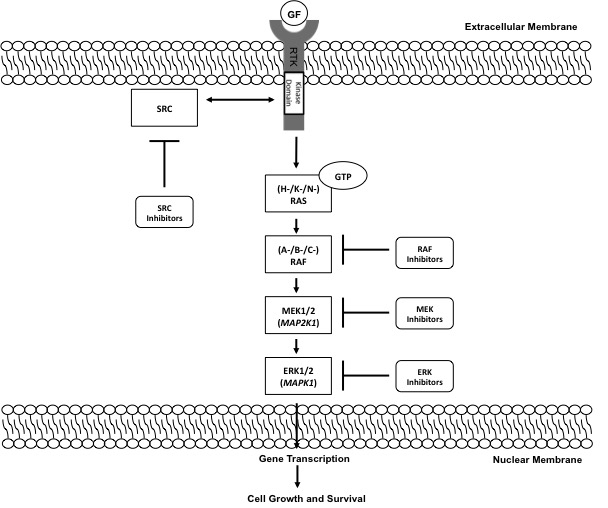 GF
Extracellular Membrane
RTK
Kinase
Domain
SRC
GTP
(H-/K-/N-)
RAS
SRC
Inhibitors
(A-/B-/C-)
RAF
RAF
Inhibitors
MEK1/2
(MAP2K1)
MEK
Inhibitors
ERK1/2
(MAPK1)
ERK
Inhibitors
Gene Transcription
Nuclear Membrane
Cell Growth and Survival